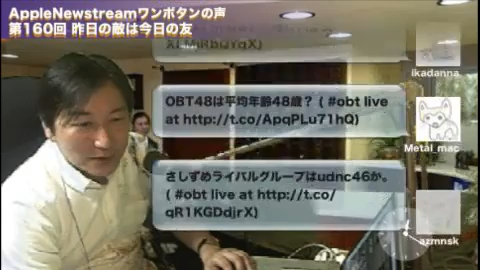 AppleNewstreamワンボタンの声
第160回 昨日の敵は今日の友
ikadanna
OBT48は平均年齢48歳? ( #obt live
at http://t.co/ApqPLu71hQ)
Metal_mac
さしずめライバルグループはudnc46か。
( #obt live at http://t.co/
qR1KGDdjrX)
azmnsk